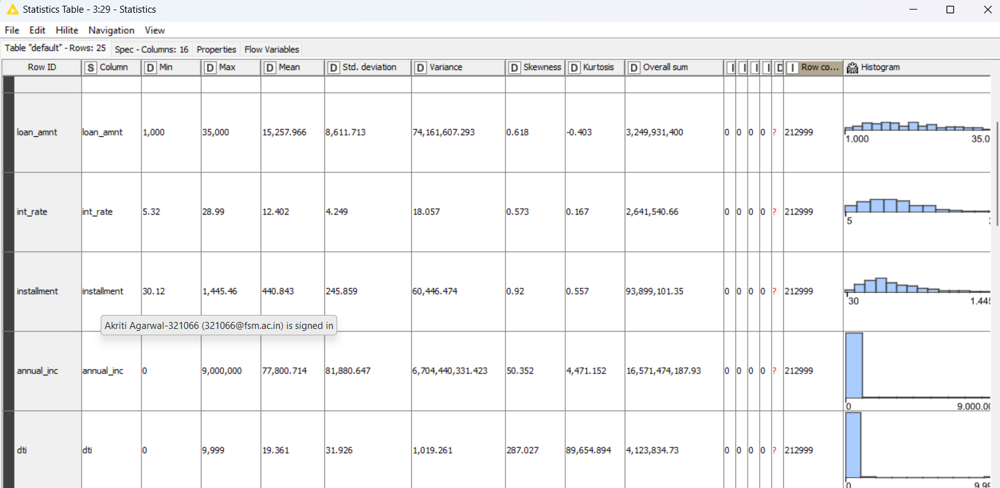 Statistics Table - 3:29 - Statistics
File Edit Hilite Navigation View
Table "default" - Rows: 25 Spec - Columns: 16 Properties Flow Variables
Row ID S Column D Min D Max D Mean D Std. deviation D Variance D Skewness D Kurtosis D Overall sum I I I I D I Row co... Histogram
loan_amnt loan_amnt 1,000 35,000 15,257.966 8,611.713 74,161,607.293 0.618 -0.403 3,249,931,400 0 0 0 0 ? 212999
1.000 35.0
int_rate int_rate 5.32 28.99 12.402 4.249 18.057 0.573 0.167 2,641,540.66 0 0 0 0 ? 212999
5
installment installment 30.12 1,445.46 440.843 245.859 60,446.474 0.92 0.557 93,899,101.35 0 0 0 0 ? 212999
30 1.445
Akriti Agarwal-321066 (321066@fsm.ac.in) is signed in
annual_inc annual_inc 0 9,000,000 77,800.714 81,880.647 6,704,440,331.423 50.352 4,471.152 16,571,474,187.93 0 0 0 0 ? 212999
0 9.000.00
dti dti 0 9,999 19.361 31.926 1,019.261 287.027 89,654.894 4,123,834.73 0 0 0 0 ? 212999
0 9.99